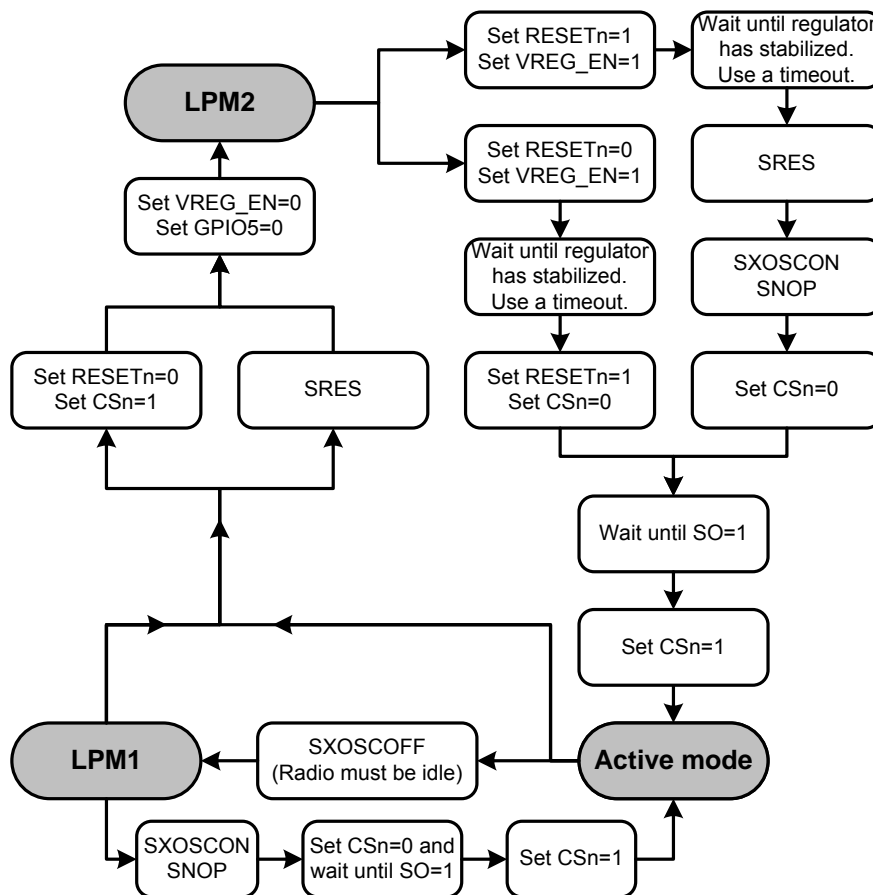 Set RESETn=1
Set VREG_EN=1
Wait until regulator
has stabilized.
Use a timeout.
LPM2
Set RESETn=0
Set VREG_EN=1
SRES
Set VREG_EN=0
Set GPIO5=0
Wait until regulator
has stabilized.
Use a timeout.
SXOSCON
SNOP
Set RESETn=0
Set CSn=1
SRES
Set RESETn=1
Set CSn=0
Set CSn=0
Wait until SO=1
Set CSn=1
LPM1
SXOSCOFF
(Radio must be idle)
Active mode
SXOSCON
SNOP
Set CSn=0 and
wait until SO=1
Set CSn=1